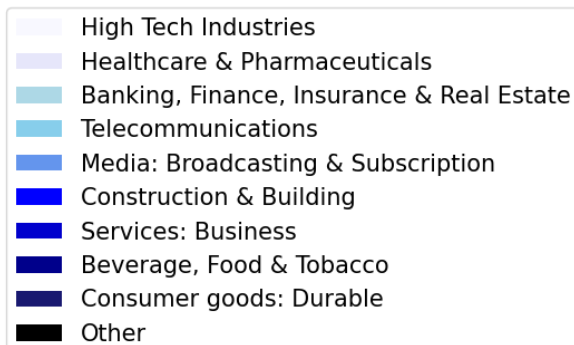 High Tech Industries
Healthcare & Pharmaceuticals
Banking, Finance, Insurance & Real Estate
Telecommunications
Media: Broadcasting & Subscription
Construction & Building
Services: Business
Beverage, Food & Tobacco
Consumer goods: Durable
Other